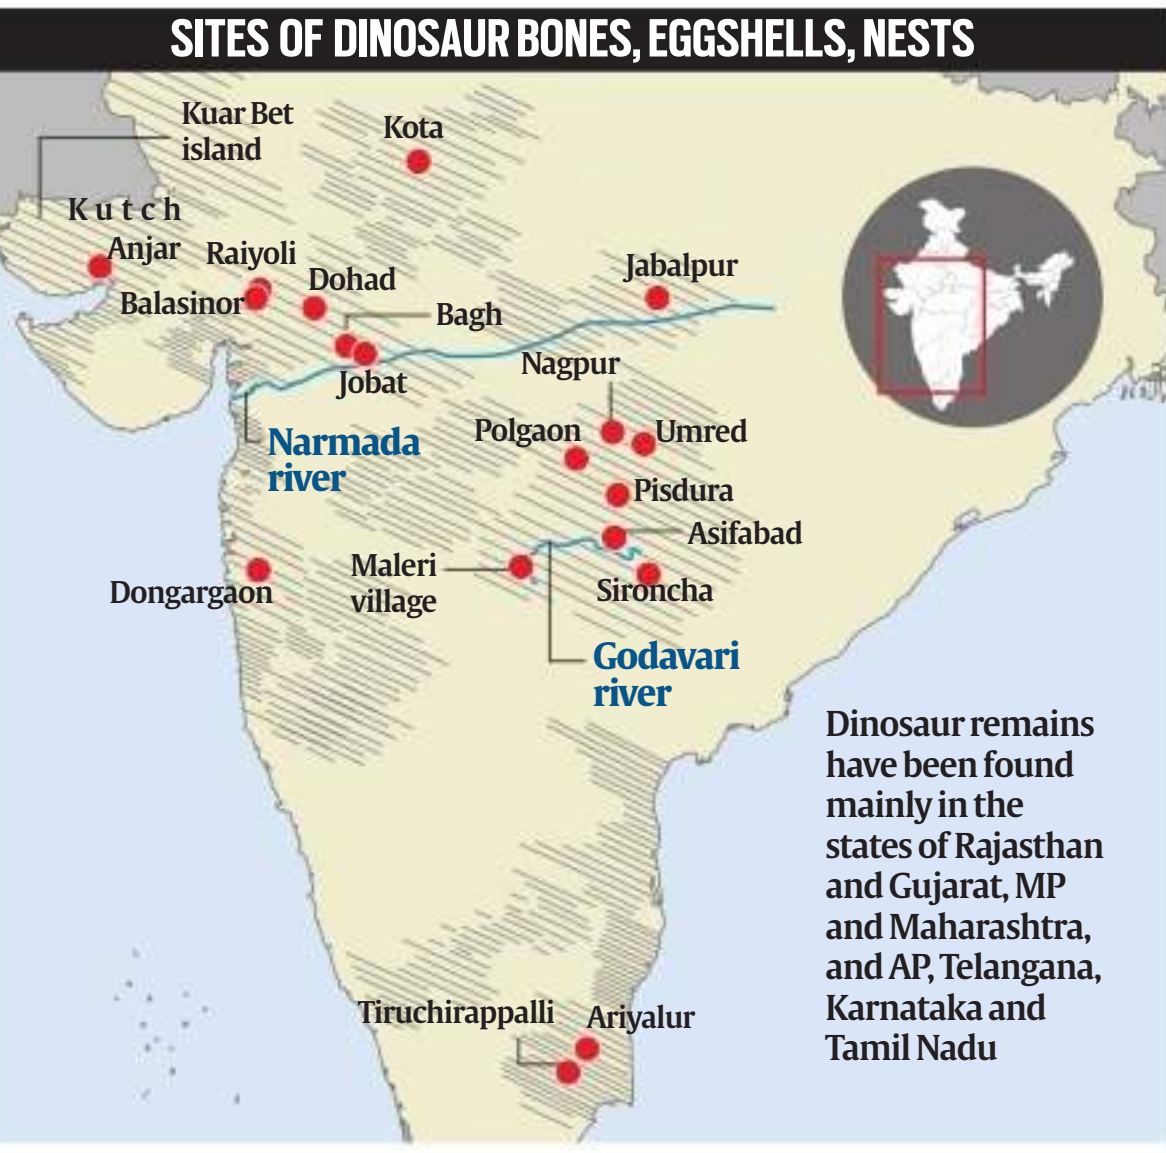 SITES OF DINOSAUR BONES, EGGSHELLS, NESTS
Kuar Bet
island
Kota
Kutch
Anjar
Raiyoli
Dohad
Jabalpur
Balasinor
Bagh
Nagpur
Jobat
Narmada
river
Polgaon
Umred
Pisdura
Asifabad
Maleri
village
Dongargaon
Sironcha
Godavari
river
Dinosaur remains
have been found
mainly in the
states of Rajasthan
and Gujarat, MP
and Maharashtra,
and AP, Telangana,
Karnataka and
Tamil Nadu
Tiruchirappalli
Ariyalur